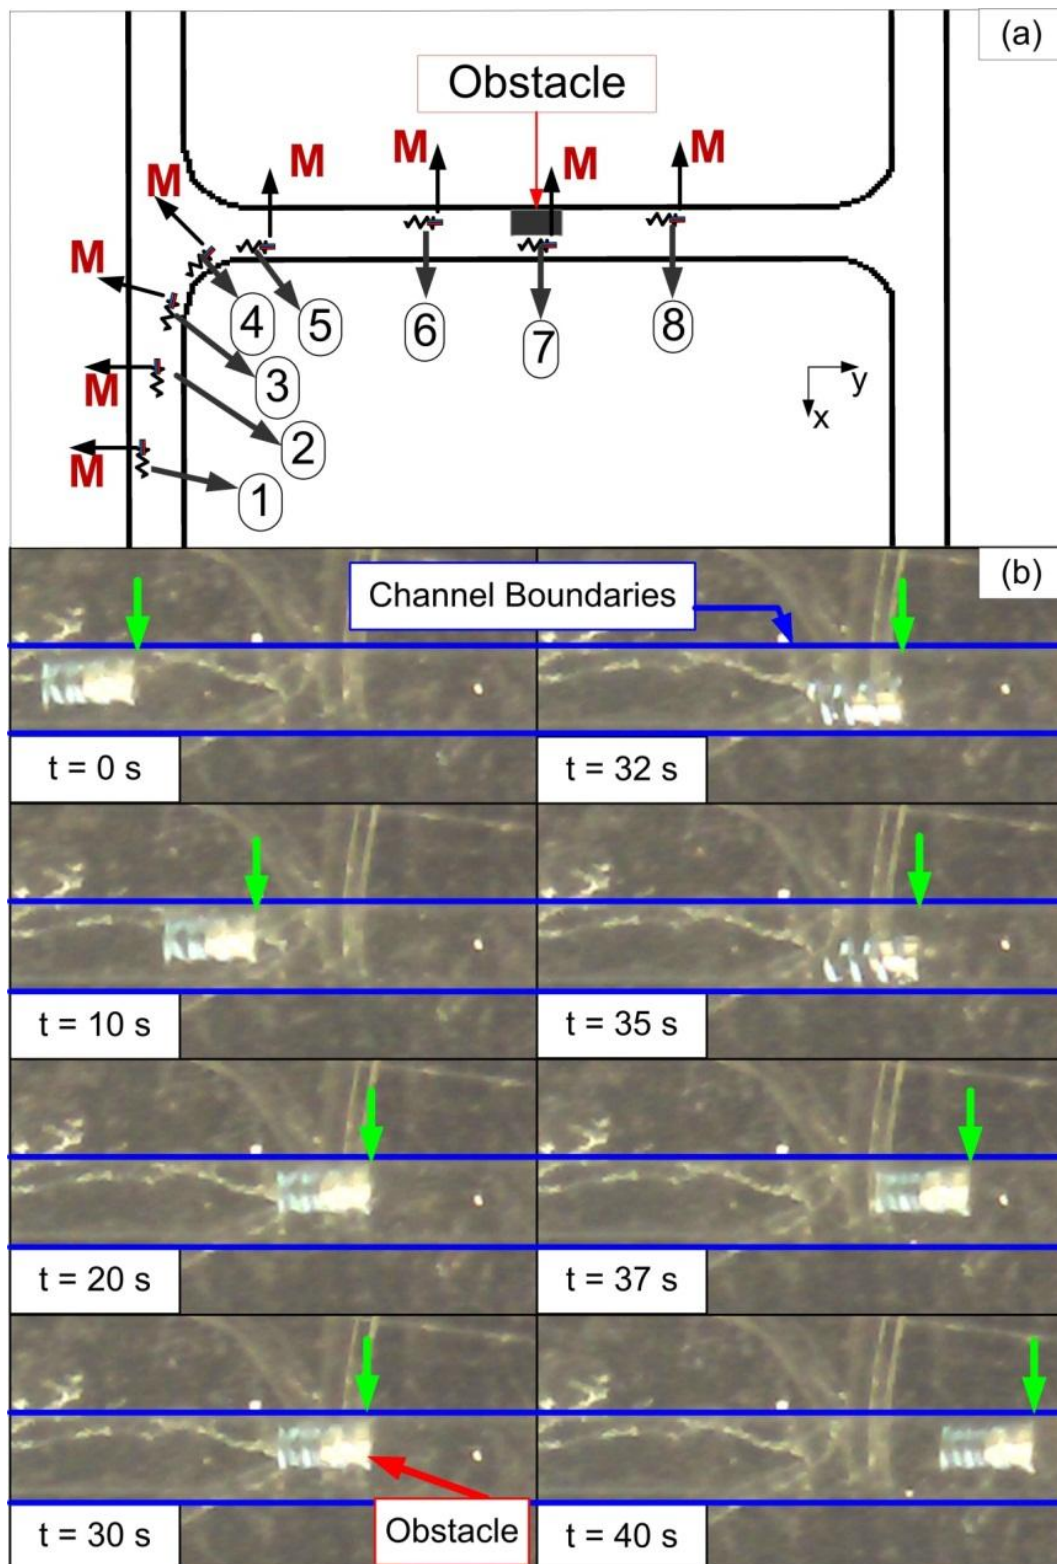 (a)
Obstacle
M
M
M
M
M
M
M
M
4
5
6
7
8
3
2
1
y
x
(b)
Channel Boundaries
t = 0 s
t = 32 s
t = 10 s
t = 35 s
t = 20 s
t = 37 s
t = 30 s
Obstacle
t = 40 s